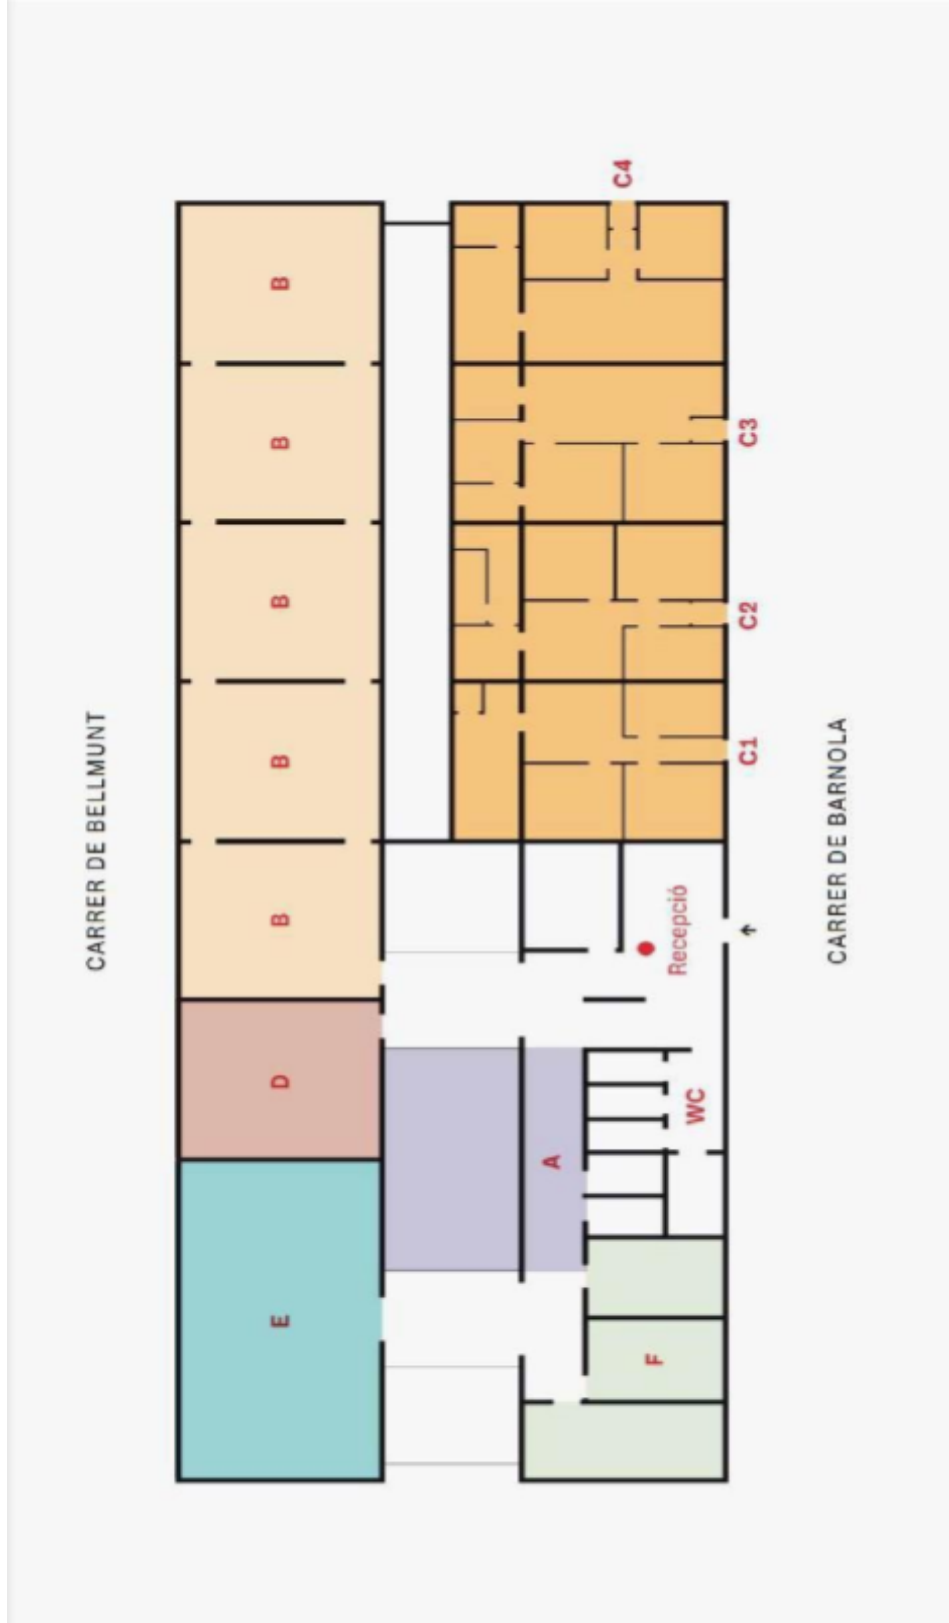 CARRER DE BELLMUNT
E
D
B
B
B
B
B
A
F
WC
Recepció
C1
C2
C3
C4
CARRER DE BARNOLA